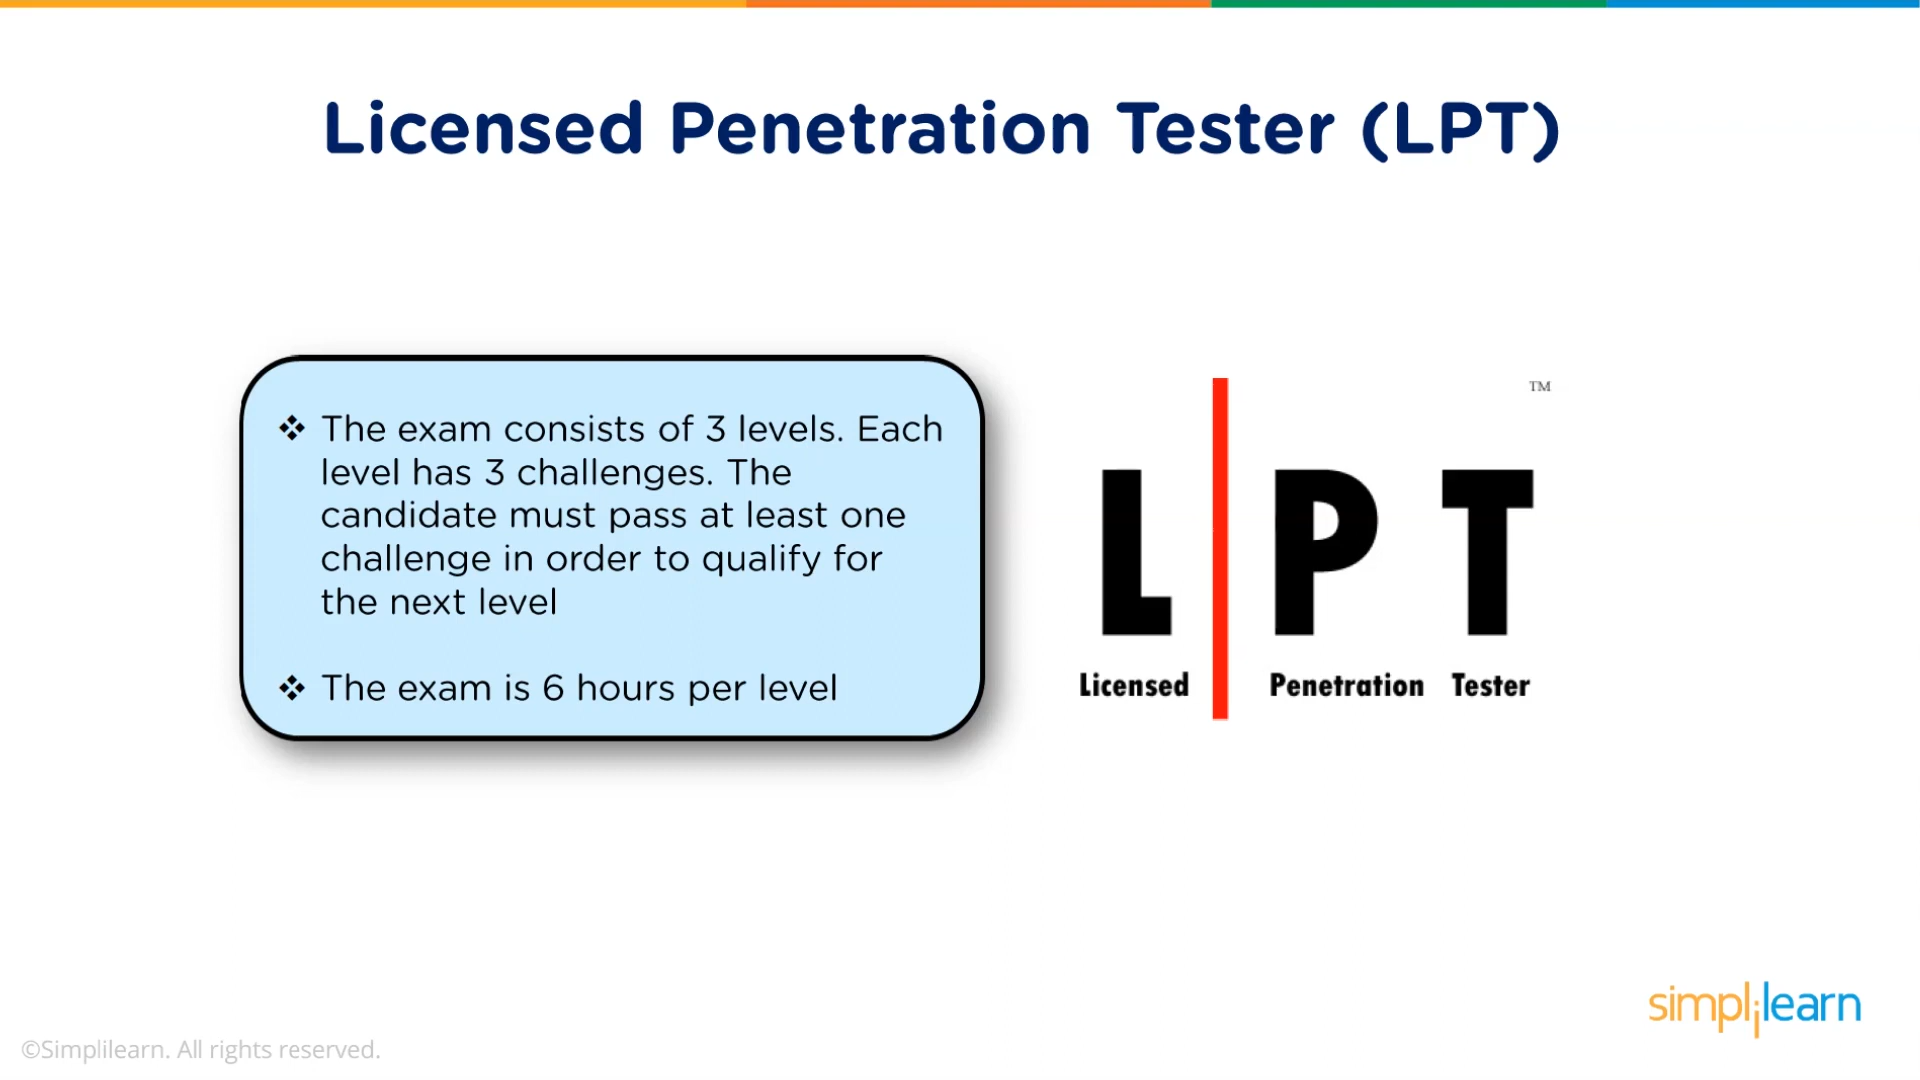 Licensed Penetration Tester (LPT)
❖ The exam consists of 3 levels. Each
level has 3 challenges. The
candidate must pass at least one
challenge in order to qualify for
the next level
❖ The exam is 6 hours per level
TM
L P T
Licensed Penetration Tester
simplilearn
©Simplilearn. All rights reserved.